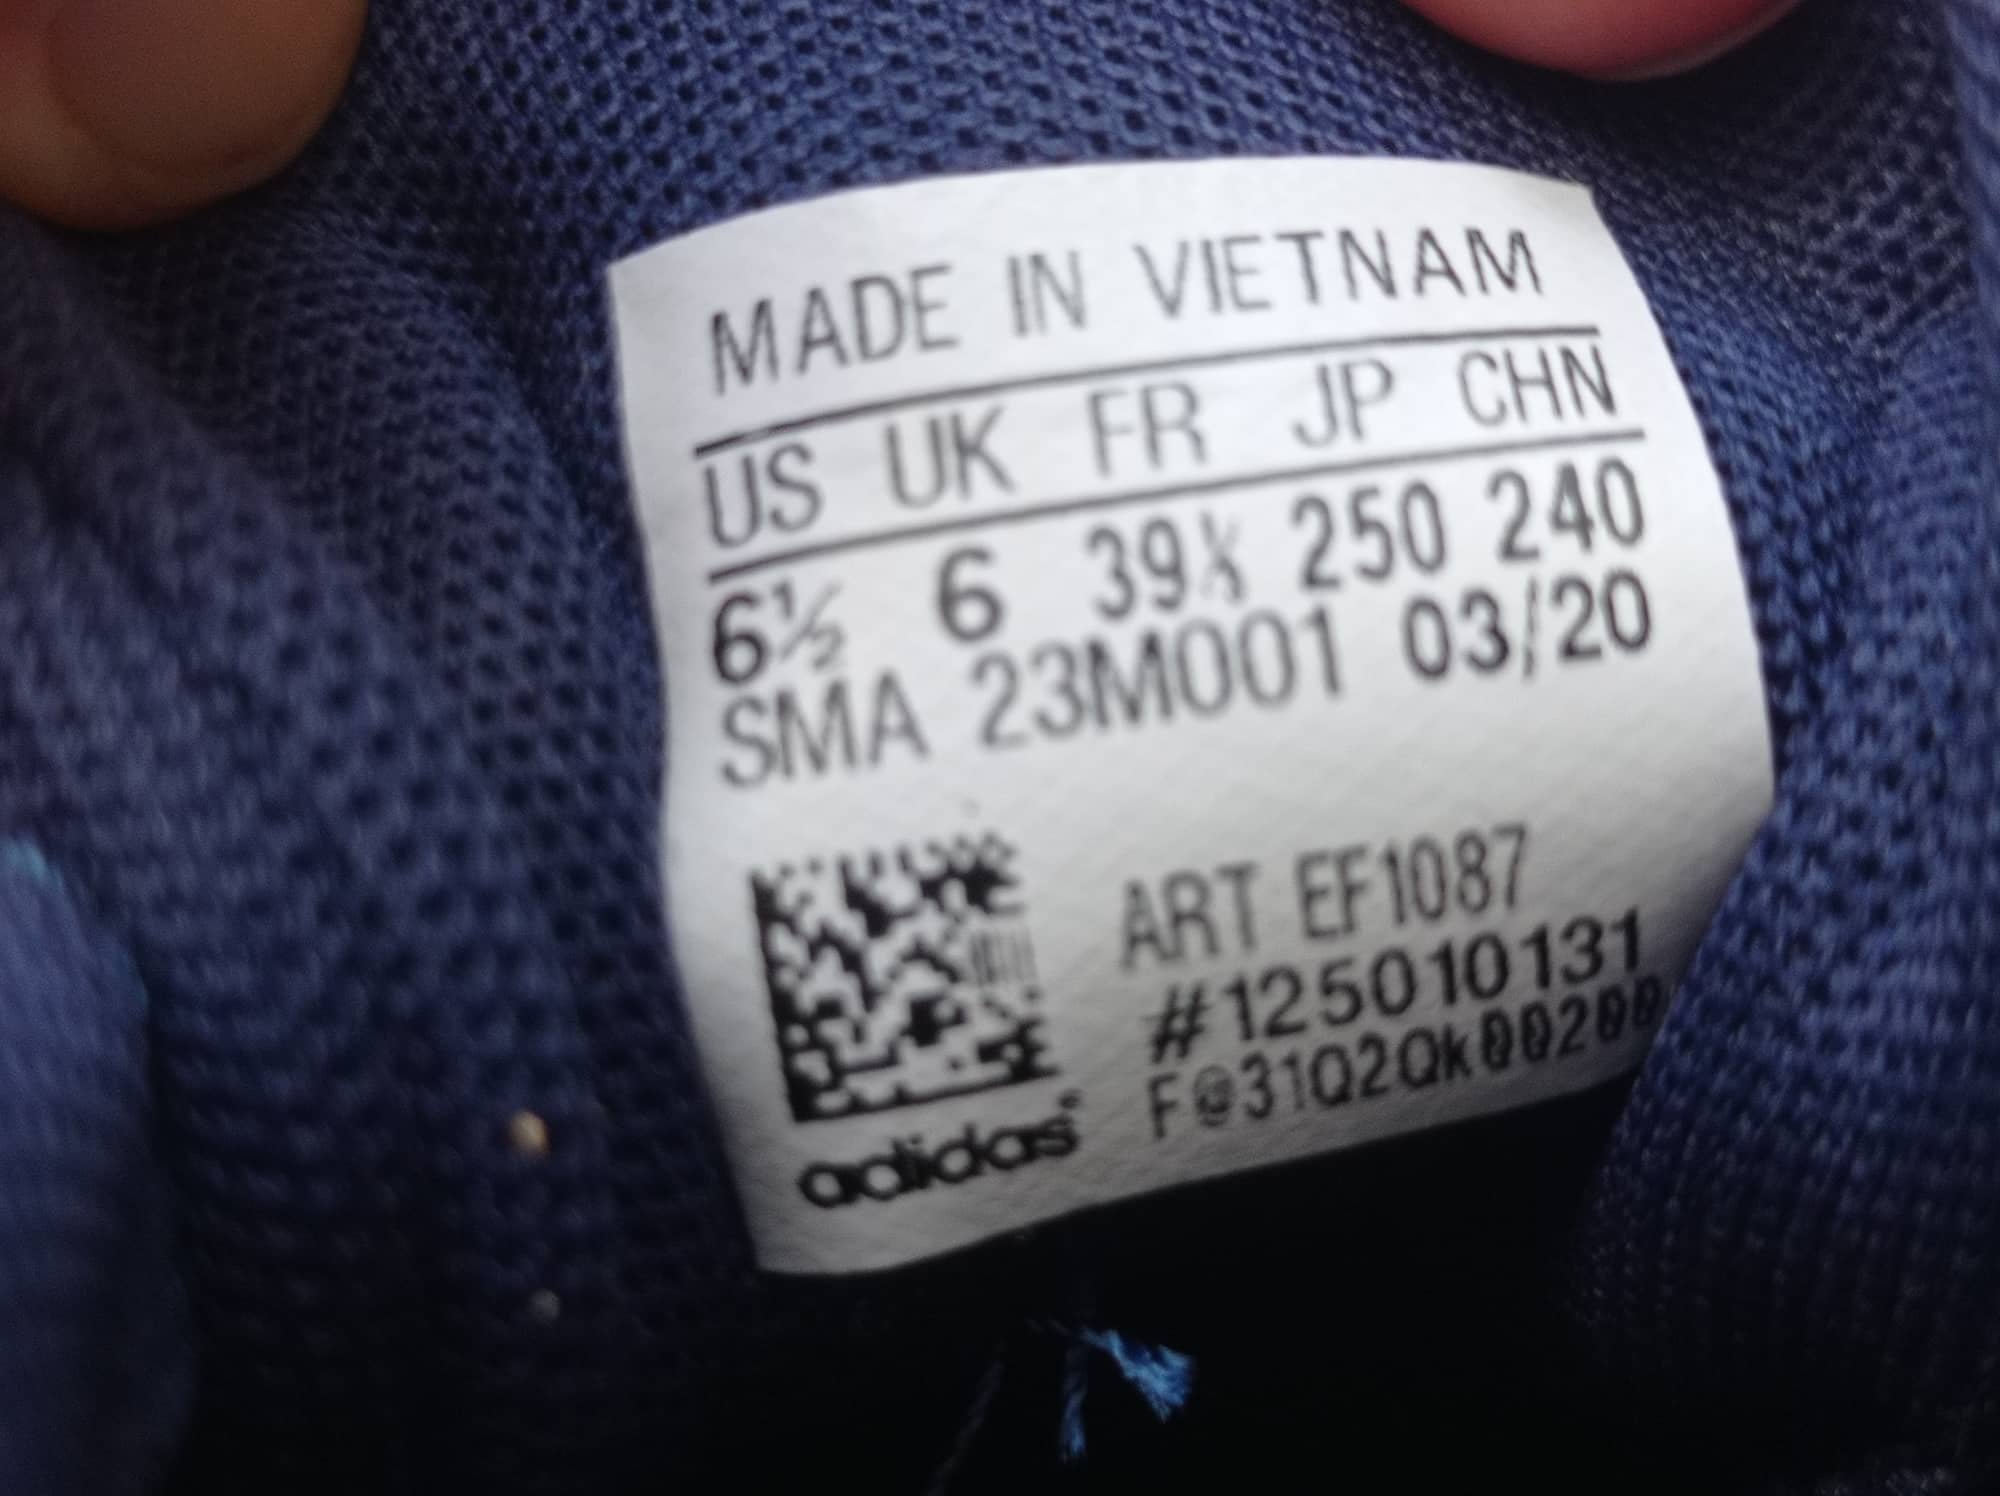 MADE IN VIETNAM
US UK FR JP CHN
6½ 6 39⅓ 250 240
SMA 23M001 03/20
ART EF1087
#125010131
adidas